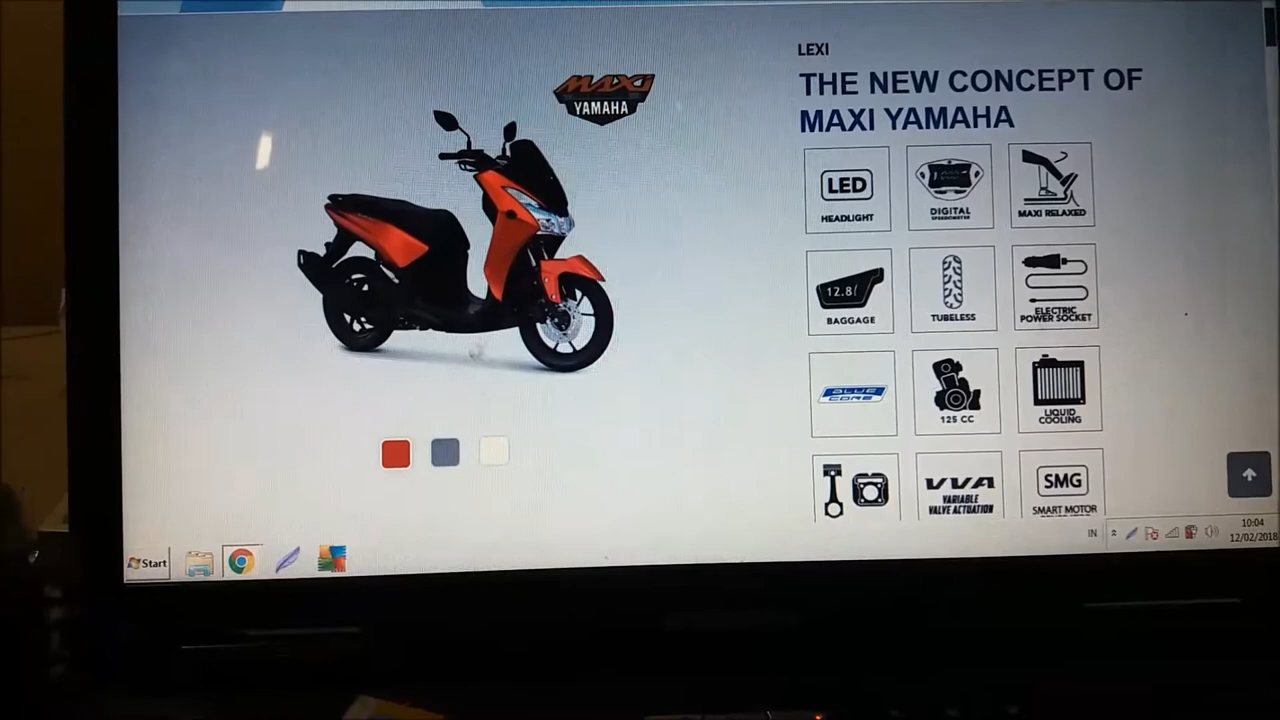 MAXi
YAMAHA
LEXI
THE NEW CONCEPT OF
MAXI YAMAHA
LED
HEADLIGHT
DIGITAL
SPEEDOMETER
MAXI RELAXED
12.8ℓ
BAGGAGE
TUBELESS
ELECTRIC
POWER SOCKET
BLUE
CORE
125 CC
LIQUID
COOLING
VVA
VARIABLE
VALVE ACTUATION
SMG
SMART MOTOR
Start
IN
10:04
12/02/2018